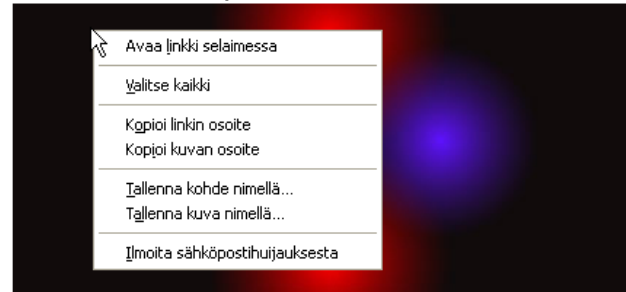 Avaa linkki selaimessa
Valitse kaikki
Kopioi linkin osoite
Kopioi kuvan osoite
Tallenna kohde nimellä...
Tallenna kuva nimellä...
Ilmoita sähköpostihuijauksesta